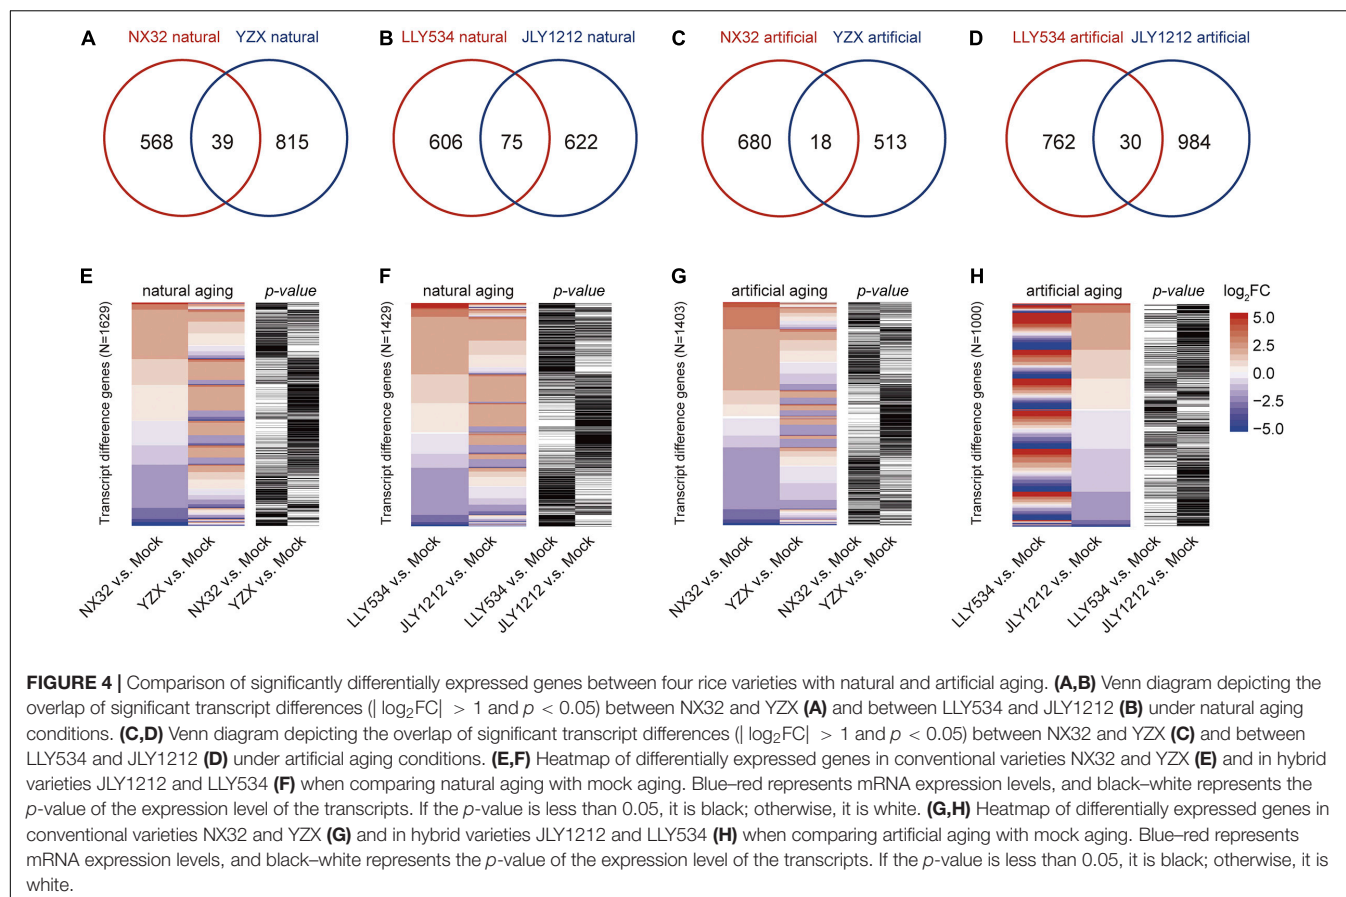 A NX32 natural YZX natural
568 39 815
B LLY534 natural JLY1212 natural
606 75 622
C NX32 artificial YZX artificial
680 18 513
D LLY534 artificial JLY1212 artificial
762 30 984
E natural aging p-value
Transcript difference genes (N=1629)
NX32 v.s. Mock
YZX v.s. Mock
NX32 v.s. Mock
YZX v.s. Mock
F natural aging p-value
Transcript difference genes (N=1429)
LLY534 v.s. Mock
JLY1212 v.s. Mock
LLY534 v.s. Mock
JLY1212 v.s. Mock
G artificial aging p-value
Transcript difference genes (N=1403)
NX32 v.s. Mock
YZX v.s. Mock
NX32 v.s. Mock
YZX v.s. Mock
H artificial aging p-value
Transcript difference genes (N=1000)
LLY534 v.s. Mock
JLY1212 v.s. Mock
LLY534 v.s. Mock
JLY1212 v.s. Mock
log2FC
5.0
2.5
0.0
−2.5
−5.0
FIGURE 4 | Comparison of significantly differentially expressed genes between four rice varieties with natural and artificial aging. (A,B) Venn diagram depicting the
overlap of significant transcript differences (| log2FC| > 1 and p < 0.05) between NX32 and YZX (A) and between LLY534 and JLY1212 (B) under natural aging
conditions. (C,D) Venn diagram depicting the overlap of significant transcript differences (| log2FC| > 1 and p < 0.05) between NX32 and YZX (C) and between
LLY534 and JLY1212 (D) under artificial aging conditions. (E,F) Heatmap of differentially expressed genes in conventional varieties NX32 and YZX (E) and in hybrid
varieties JLY1212 and LLY534 (F) when comparing natural aging with mock aging. Blue–red represents mRNA expression levels, and black–white represents the
p-value of the expression level of the transcripts. If the p-value is less than 0.05, it is black; otherwise, it is white. (G,H) Heatmap of differentially expressed genes in
conventional varieties NX32 and YZX (G) and in hybrid varieties JLY1212 and LLY534 (H) when comparing artificial aging with mock aging. Blue–red represents
mRNA expression levels, and black–white represents the p-value of the expression level of the transcripts. If the p-value is less than 0.05, it is black; otherwise, it is
white.